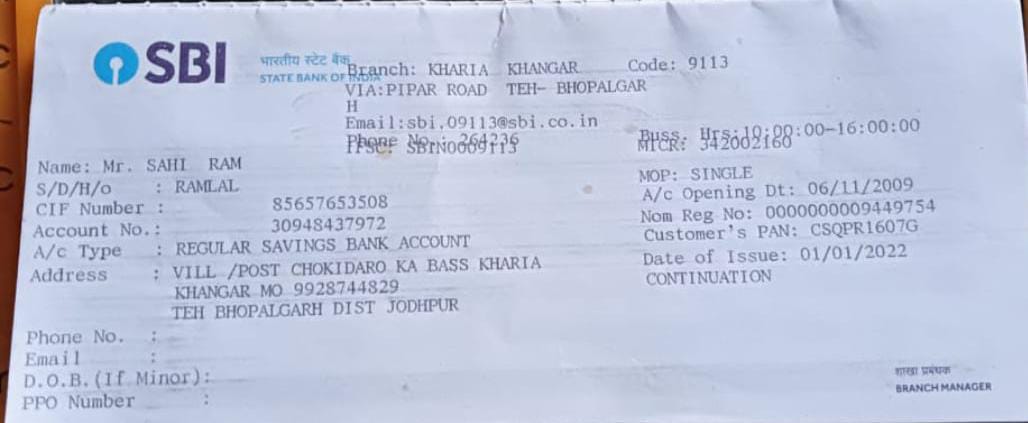 SBI
भारतीय स्टेट बैंक
STATE BANK OF INDIA
Branch: KHARIA KHANGAR Code: 9113
VIA:PIPAR ROAD TEH- BHOPALGAR
H
Email:sbi.09113@sbi.co.in
Phone No.: 264236 Buss. Hrs:10:00:00-16:00:00
IFSC: SBIN0009113 MICR: 342002160
Name: Mr. SAHI RAM MOP: SINGLE
S/D/H/o : RAMLAL A/c Opening Dt: 06/11/2009
CIF Number : 85657653508 Nom Reg No: 0000000009449754
Account No.: 30948437972 Customer's PAN: CSQPR1607G
A/c Type : REGULAR SAVINGS BANK ACCOUNT Date of Issue: 01/01/2022
Address : VILL /POST CHOKIDARO KA BASS KHARIA CONTINUATION
KHANGAR MO 9928744829
TEH BHOPALGARH DIST JODHPUR
Phone No. :
Email :
D.O.B.(If Minor):
PPO Number :
शाखा प्रबंधक
BRANCH MANAGER